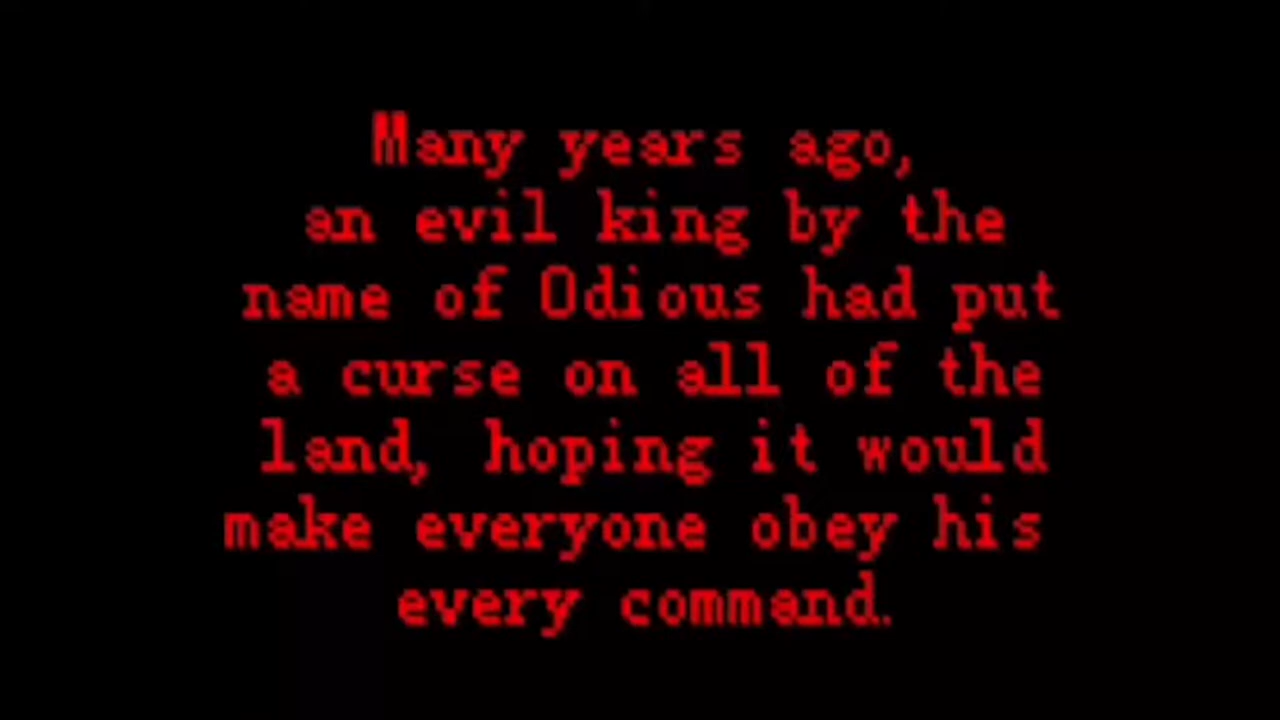 Many years ago,
an evil king by the
name of Odious had put
a curse on all of the
land, hoping it would
make everyone obey his
every command.